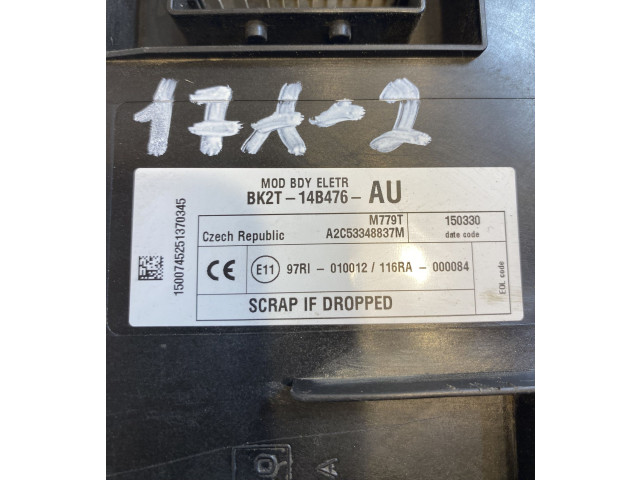 17A-2
MOD BDY ELETR
BK2T-14B476- AU
Czech Republic
M779T
A2C53348837M
150330
date code
CE
E11
97RI - 010012 / 116RA - 000084
SCRAP IF DROPPED
EOL code
1500745251370345
A